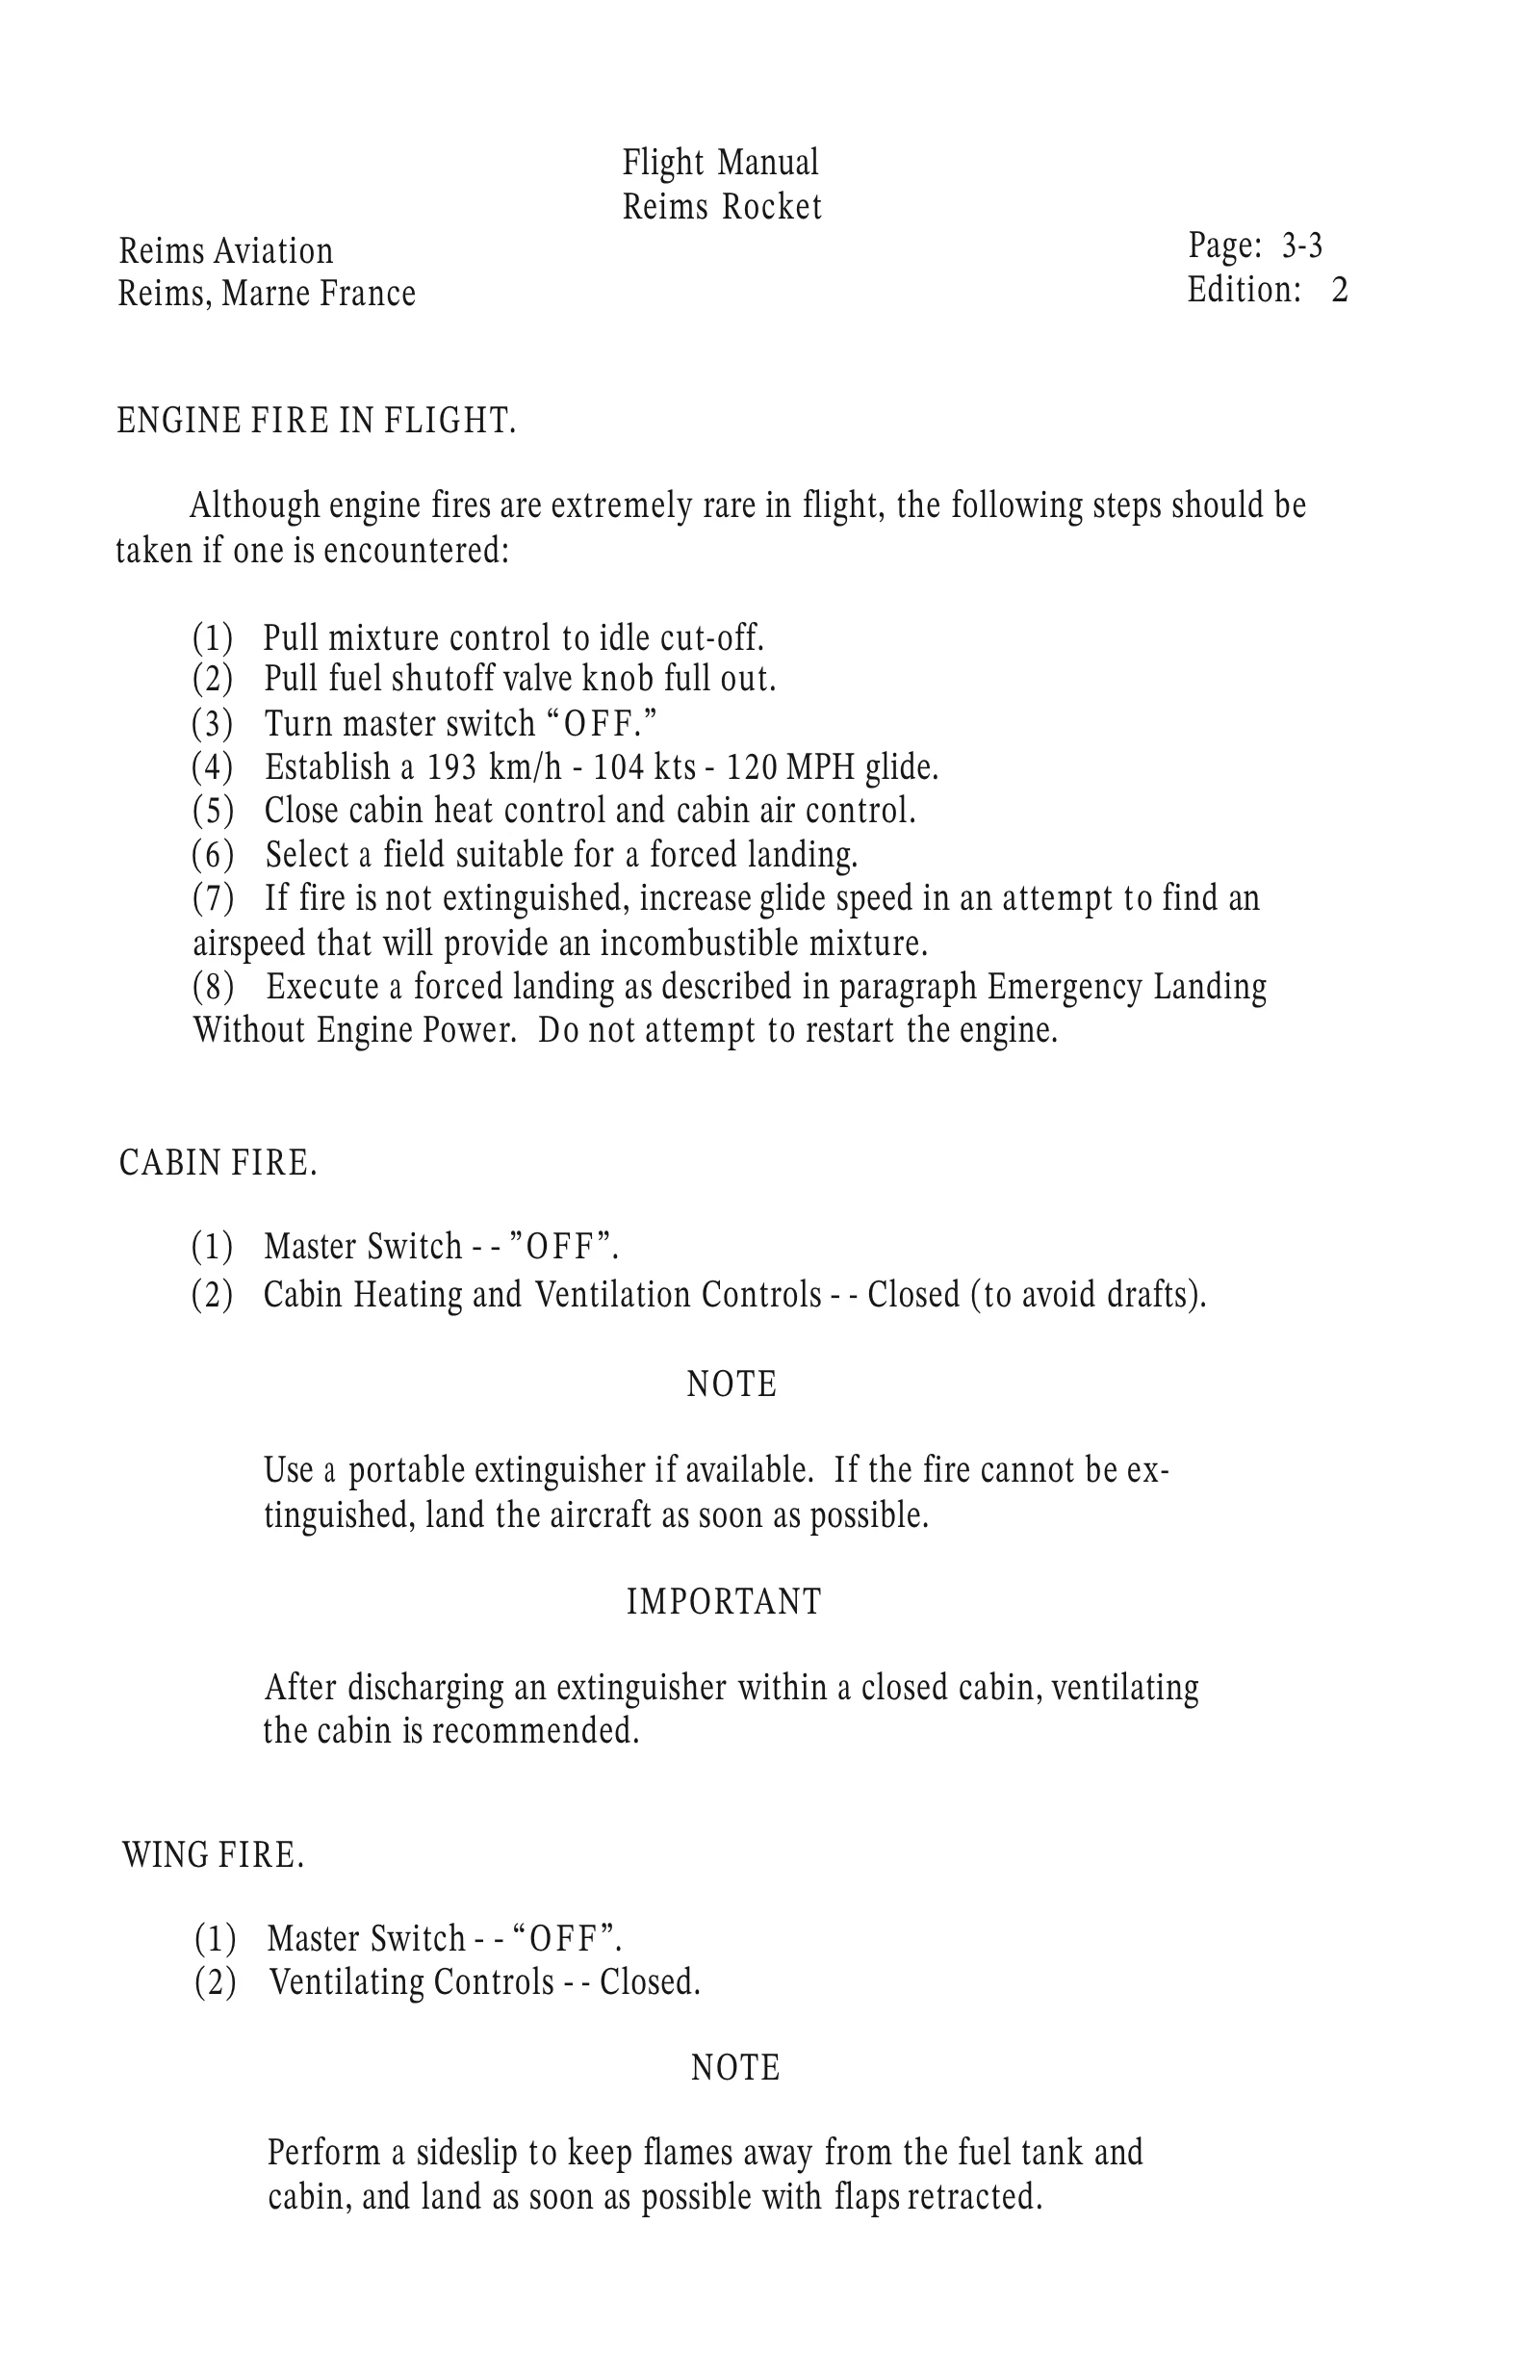 Flight Manual
Reims Rocket
Reims Aviation
Reims, Marne France
Page: 3-3
Edition: 2
ENGINE FIRE IN FLIGHT.
Although engine fires are extremely rare in flight, the following steps should be
taken if one is encountered:
(1) Pull mixture control to idle cut-off.
(2) Pull fuel shutoff valve knob full out.
(3) Turn master switch “OFF.”
(4) Establish a 193 km/h - 104 kts - 120 MPH glide.
(5) Close cabin heat control and cabin air control.
(6) Select a field suitable for a forced landing.
(7) If fire is not extinguished, increase glide speed in an attempt to find an
airspeed that will provide an incombustible mixture.
(8) Execute a forced landing as described in paragraph Emergency Landing
Without Engine Power. Do not attempt to restart the engine.
CABIN FIRE.
(1) Master Switch - - ”OFF”.
(2) Cabin Heating and Ventilation Controls - - Closed (to avoid drafts).
NOTE
Use a portable extinguisher if available. If the fire cannot be ex-
tinguished, land the aircraft as soon as possible.
IMPORTANT
After discharging an extinguisher within a closed cabin, ventilating
the cabin is recommended.
WING FIRE.
(1) Master Switch - - “OFF”.
(2) Ventilating Controls - - Closed.
NOTE
Perform a sideslip to keep flames away from the fuel tank and
cabin, and land as soon as possible with flaps retracted.